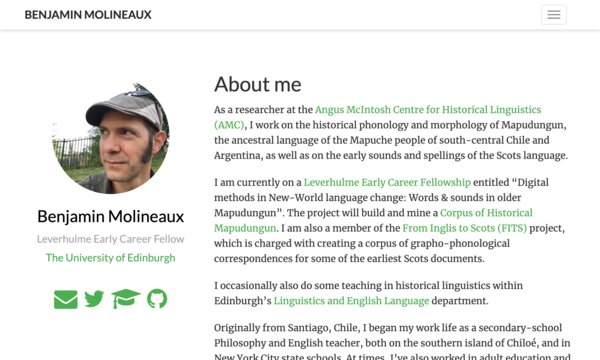 BENJAMIN MOLINEAUX
Benjamin Molineaux
Leverhulme Early Career Fellow
The University of Edinburgh
About me
As a researcher at the Angus McIntosh Centre for Historical Linguistics
(AMC), I work on the historical phonology and morphology of Mapudungun,
the ancestral language of the Mapuche people of south-central Chile and
Argentina, as well as on the early sounds and spellings of the Scots language.
I am currently on a Leverhulme Early Career Fellowship entitled “Digital
methods in New-World language change: Words & sounds in older
Mapudungun”. The project will build and mine a Corpus of Historical
Mapudungun. I am also a member of the From Inglis to Scots (FITS) project,
which is charged with creating a corpus of grapho-phonological
correspondences for some of the earliest Scots documents.
I occasionally also do some teaching in historical linguistics within
Edinburgh’s Linguistics and English Language department.
Originally from Santiago, Chile, I began my work life as a secondary-school
Philosophy and English teacher, both on the southern island of Chiloé, and in
New York City state schools. At times, I’ve also worked in adult education and